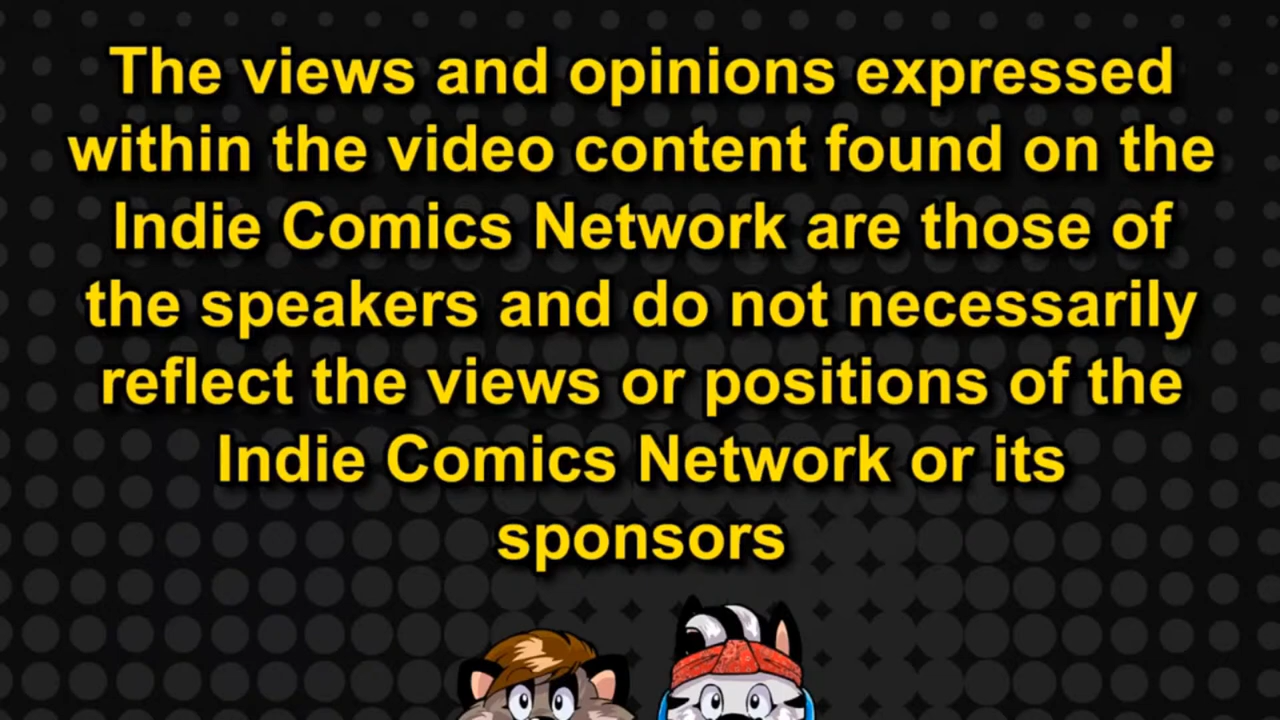 The views and opinions expressed
within the video content found on the
Indie Comics Network are those of
the speakers and do not necessarily
reflect the views or positions of the
Indie Comics Network or its
sponsors